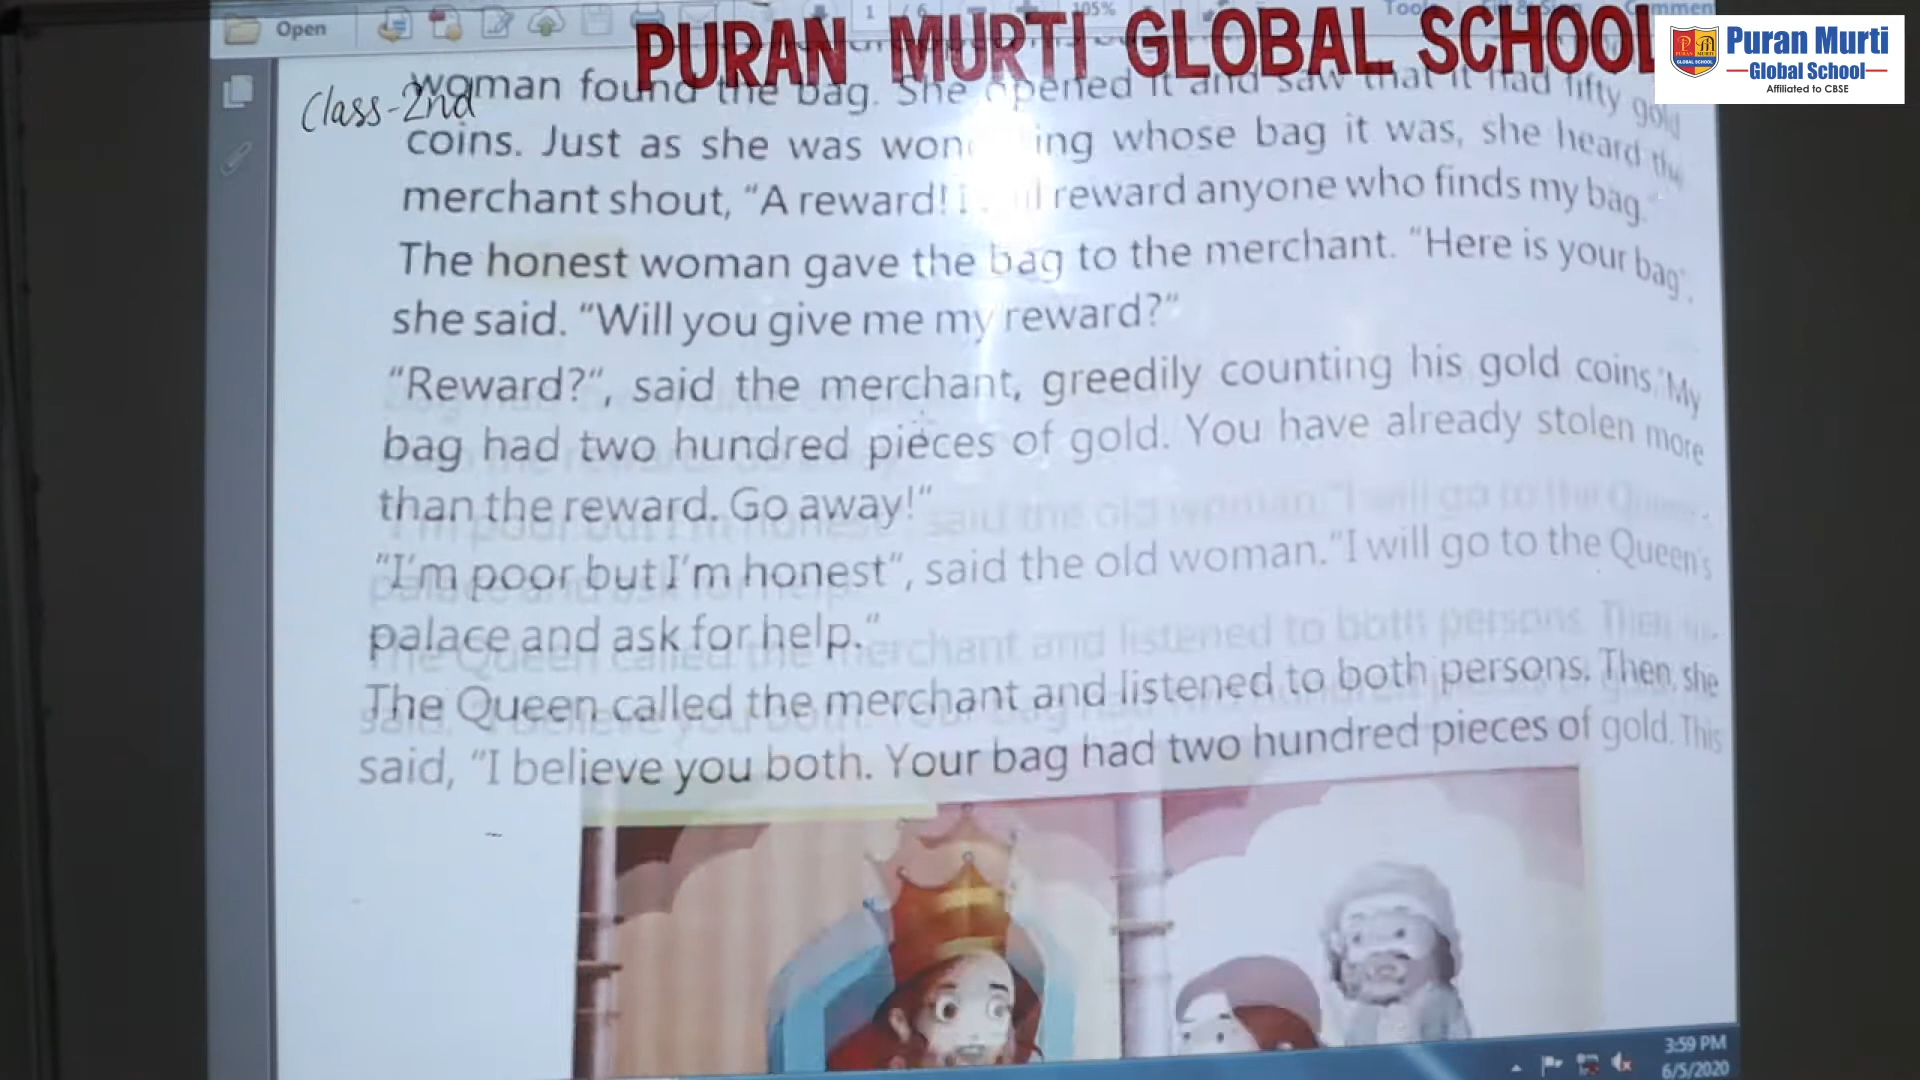 Open
1 / 6
105%
Tools
Comment
PURAN MURTI GLOBAL SCHOOL
Puran Murti
Global School
Affiliated to CBSE
Class-2nd
woman found the bag. She opened it and saw that it had fifty gold
coins. Just as she was whose bag it was, she heard the
merchant shout, “A reward! I reward anyone who finds my bag.”
The honest woman gave the bag to the merchant. “Here is your bag”,
she said. “Will you give me my reward?”
“Reward?“, said the merchant, greedily counting his gold coins.“My
bag had two hundred pieces of gold. You have already stolen more
than the reward. Go away!“
“I’m poor but I’m honest“, said the old woman.“I will go to the Queen’s
palace and ask for help.“
The Queen called the merchant and listened to both persons. Then, she
said, “I believe you both. Your bag had two hundred pieces of gold. This
3:59 PM
6/5/2020